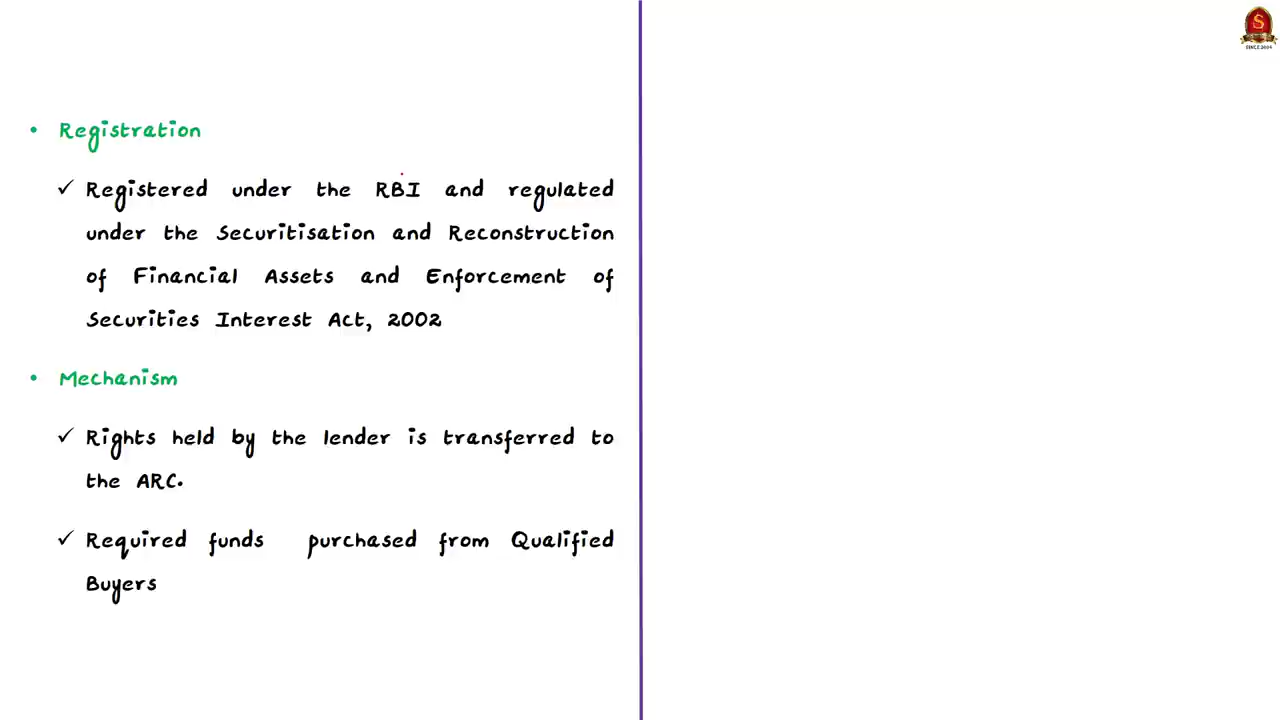 S
SINCE 2004
• Registration
✓ Registered under the RBI and regulated
under the Securitisation and Reconstruction
of Financial Assets and Enforcement of
Securities Interest Act, 2002
• Mechanism
✓ Rights held by the lender is transferred to
the ARC.
✓ Required funds purchased from Qualified
Buyers